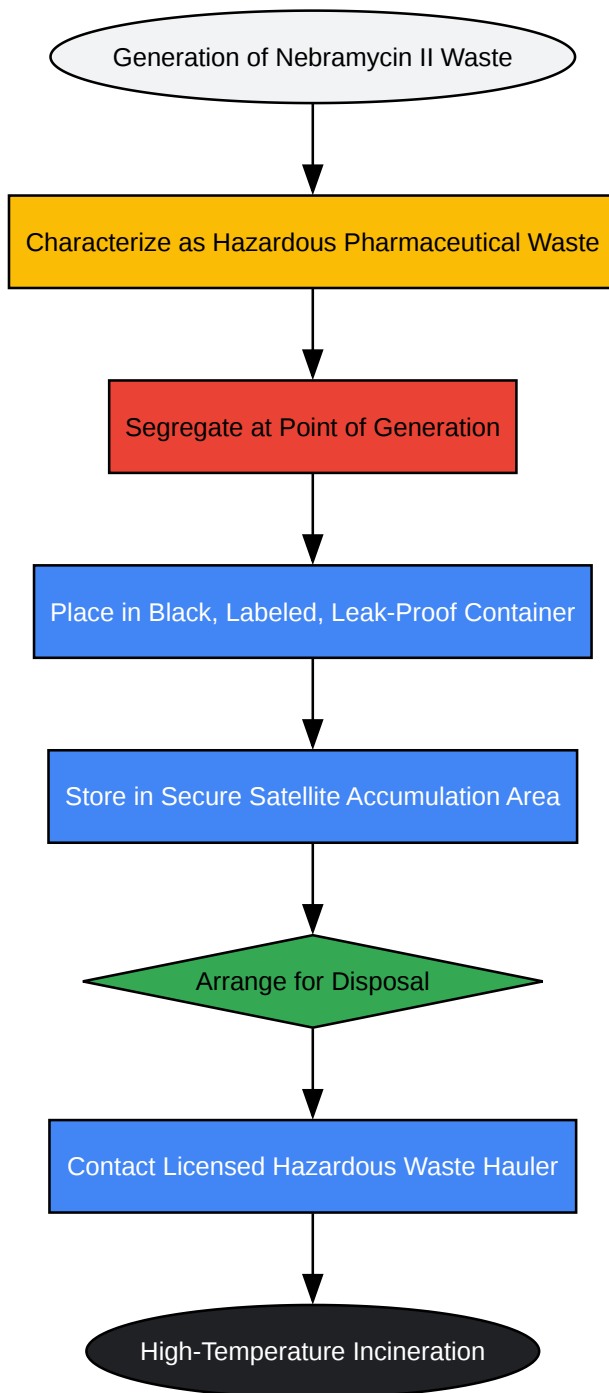 Generation of Nebramycin II Waste
Characterize as Hazardous Pharmaceutical Waste
Segregate at Point of Generation
Place in Black, Labeled, Leak-Proof Container
Store in Secure Satellite Accumulation Area
Arrange for Disposal
Contact Licensed Hazardous Waste Hauler
High-Temperature Incineration